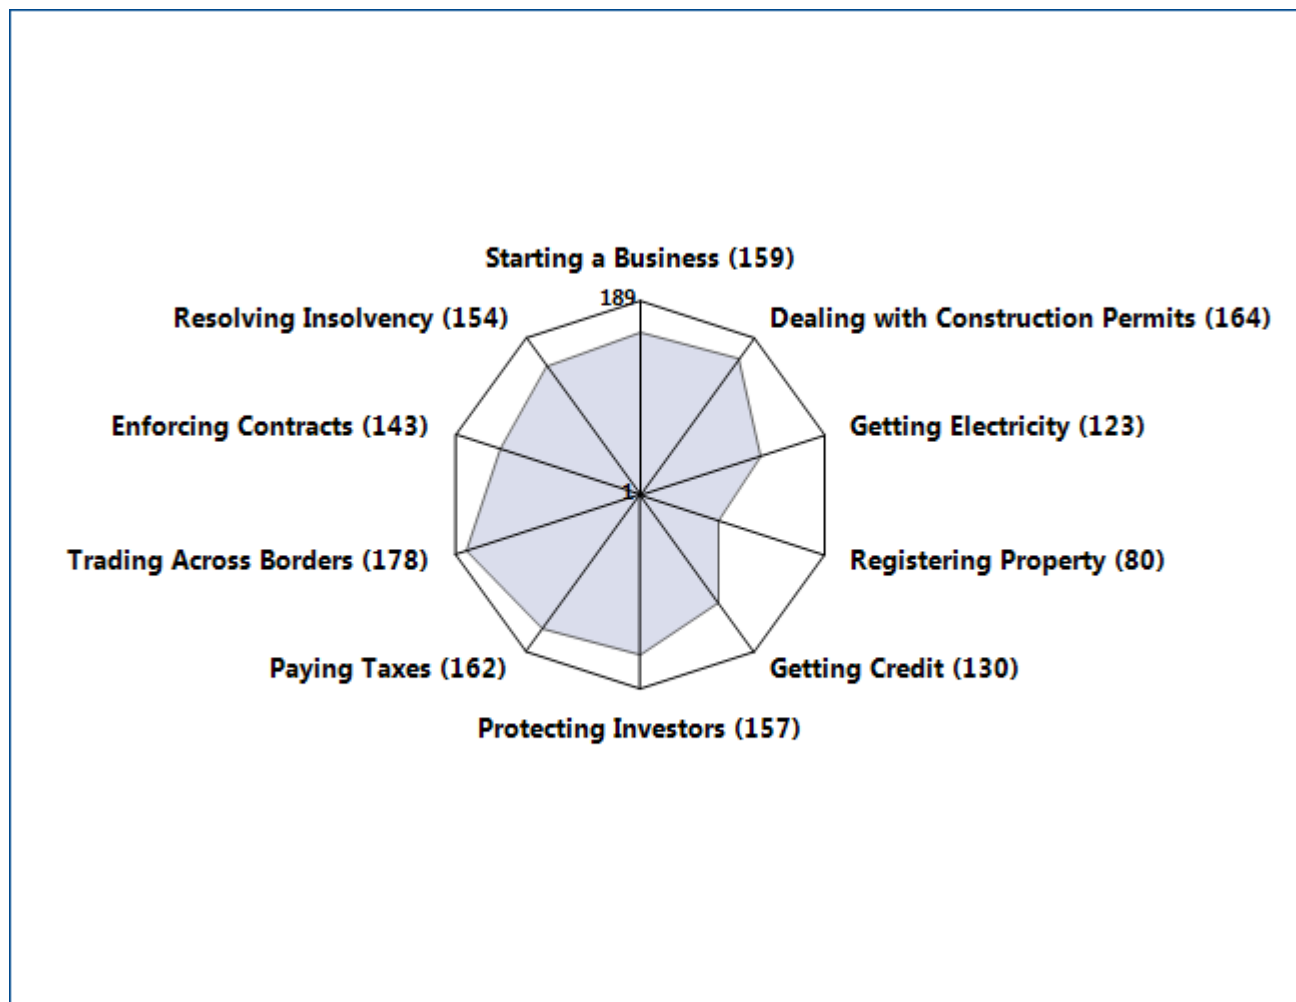 Starting a Business (159)
189
Resolving Insolvency (154)
Dealing with Construction Permits (164)
Enforcing Contracts (143)
Getting Electricity (123)
1
Trading Across Borders (178)
Registering Property (80)
Paying Taxes (162)
Getting Credit (130)
Protecting Investors (157)